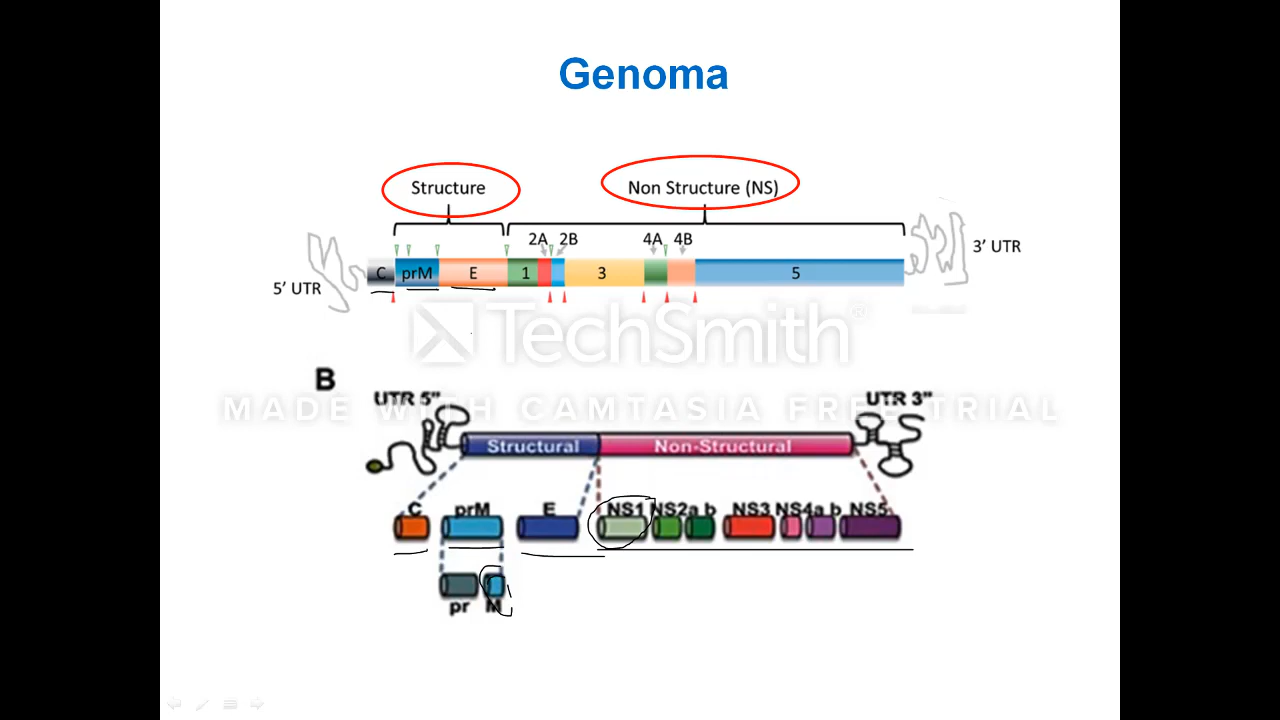 Genoma
Structure
Non Structure (NS)
2A 2B 4A 4B
3' UTR
C prM E 1 3 5
5' UTR
TechSmith®
B
UTR 5" UTR 3"
MADE WITH CAMTASIA FREE TRIAL
Structural Non-Structural
C prM E NS1 NS2a b NS3 NS4a b NS5
pr M